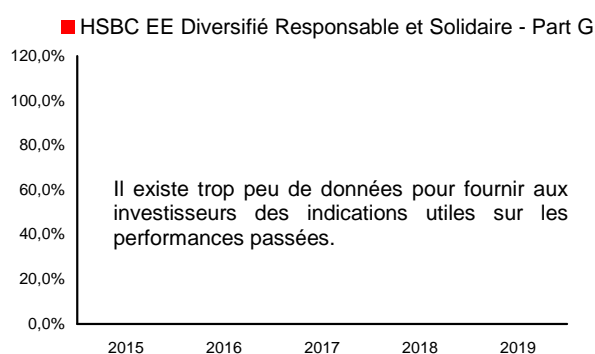 HSBC EE Diversifié Responsable et Solidaire - Part G
120,0%
100,0%
80,0%
60,0%
40,0%
20,0%
0,0%
Il existe trop peu de données pour fournir aux
investisseurs des indications utiles sur les
performances passées.
2015 2016 2017 2018 2019